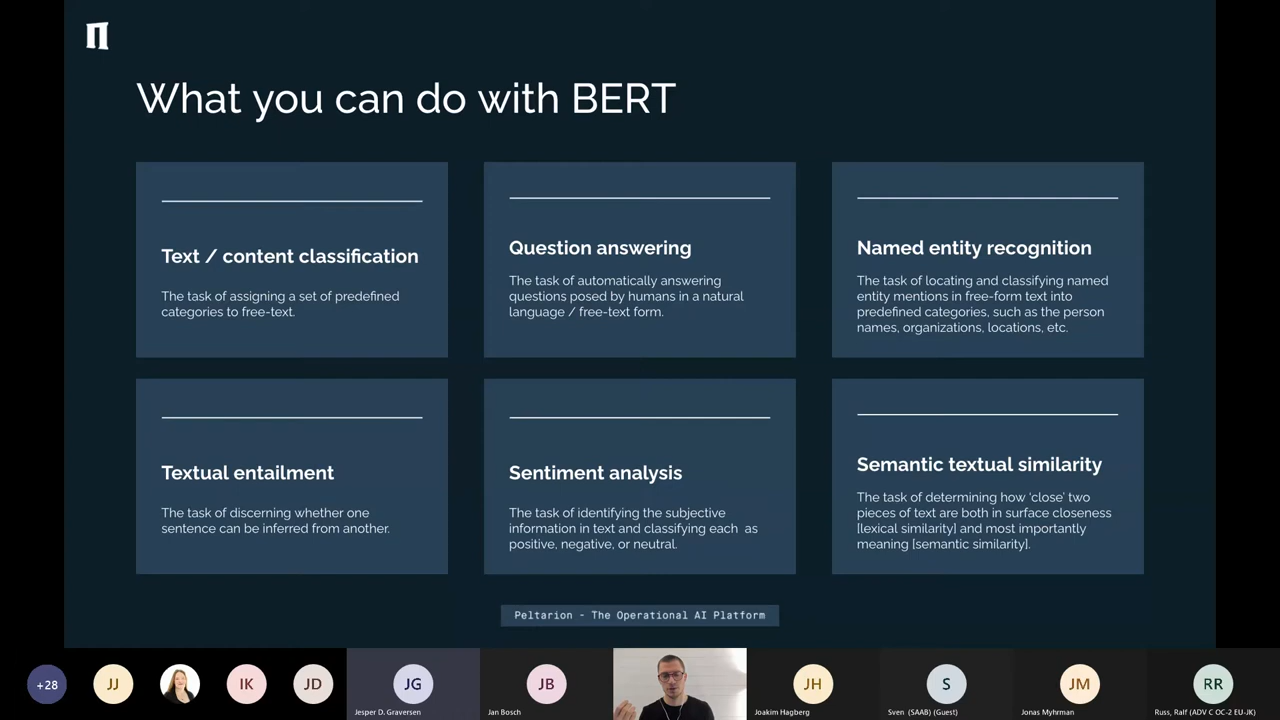 What you can do with BERT
Text / content classification
The task of assigning a set of predefined
categories to free-text.
Question answering
The task of automatically answering
questions posed by humans in a natural
language / free-text form.
Named entity recognition
The task of locating and classifying named
entity mentions in free-form text into
predefined categories, such as the person
names, organizations, locations, etc.
Textual entailment
The task of discerning whether one
sentence can be inferred from another.
Sentiment analysis
The task of identifying the subjective
information in text and classifying each as
positive, negative, or neutral.
Semantic textual similarity
The task of determining how ‘close’ two
pieces of text are both in surface closeness
[lexical similarity] and most importantly
meaning [semantic similarity].
Peltarion - The Operational AI Platform
+28
JJ
IK
JD
JG
Jesper D. Graversen
JB
Jan Bosch
JH
Joakim Hagberg
S
Sven (SAAB) (Guest)
JM
Jonas Myhrman
RR
Russ, Ralf (ADV C OC-2 EU-JK)